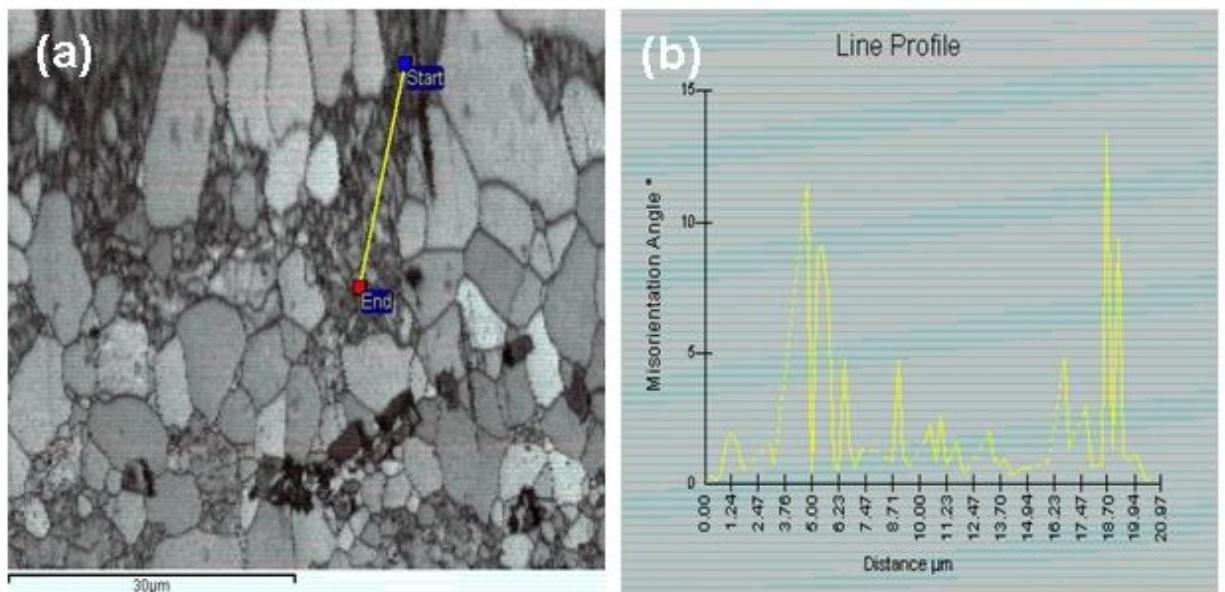 (a)
Start
End
30µm
(b)
Line Profile
Misorientation Angle °
15
10
5
0
0.00
1.24
2.47
3.76
5.00
6.23
7.47
8.71
10.00
11.23
12.47
13.70
14.94
16.23
17.47
18.70
19.94
20.97
Distance µm